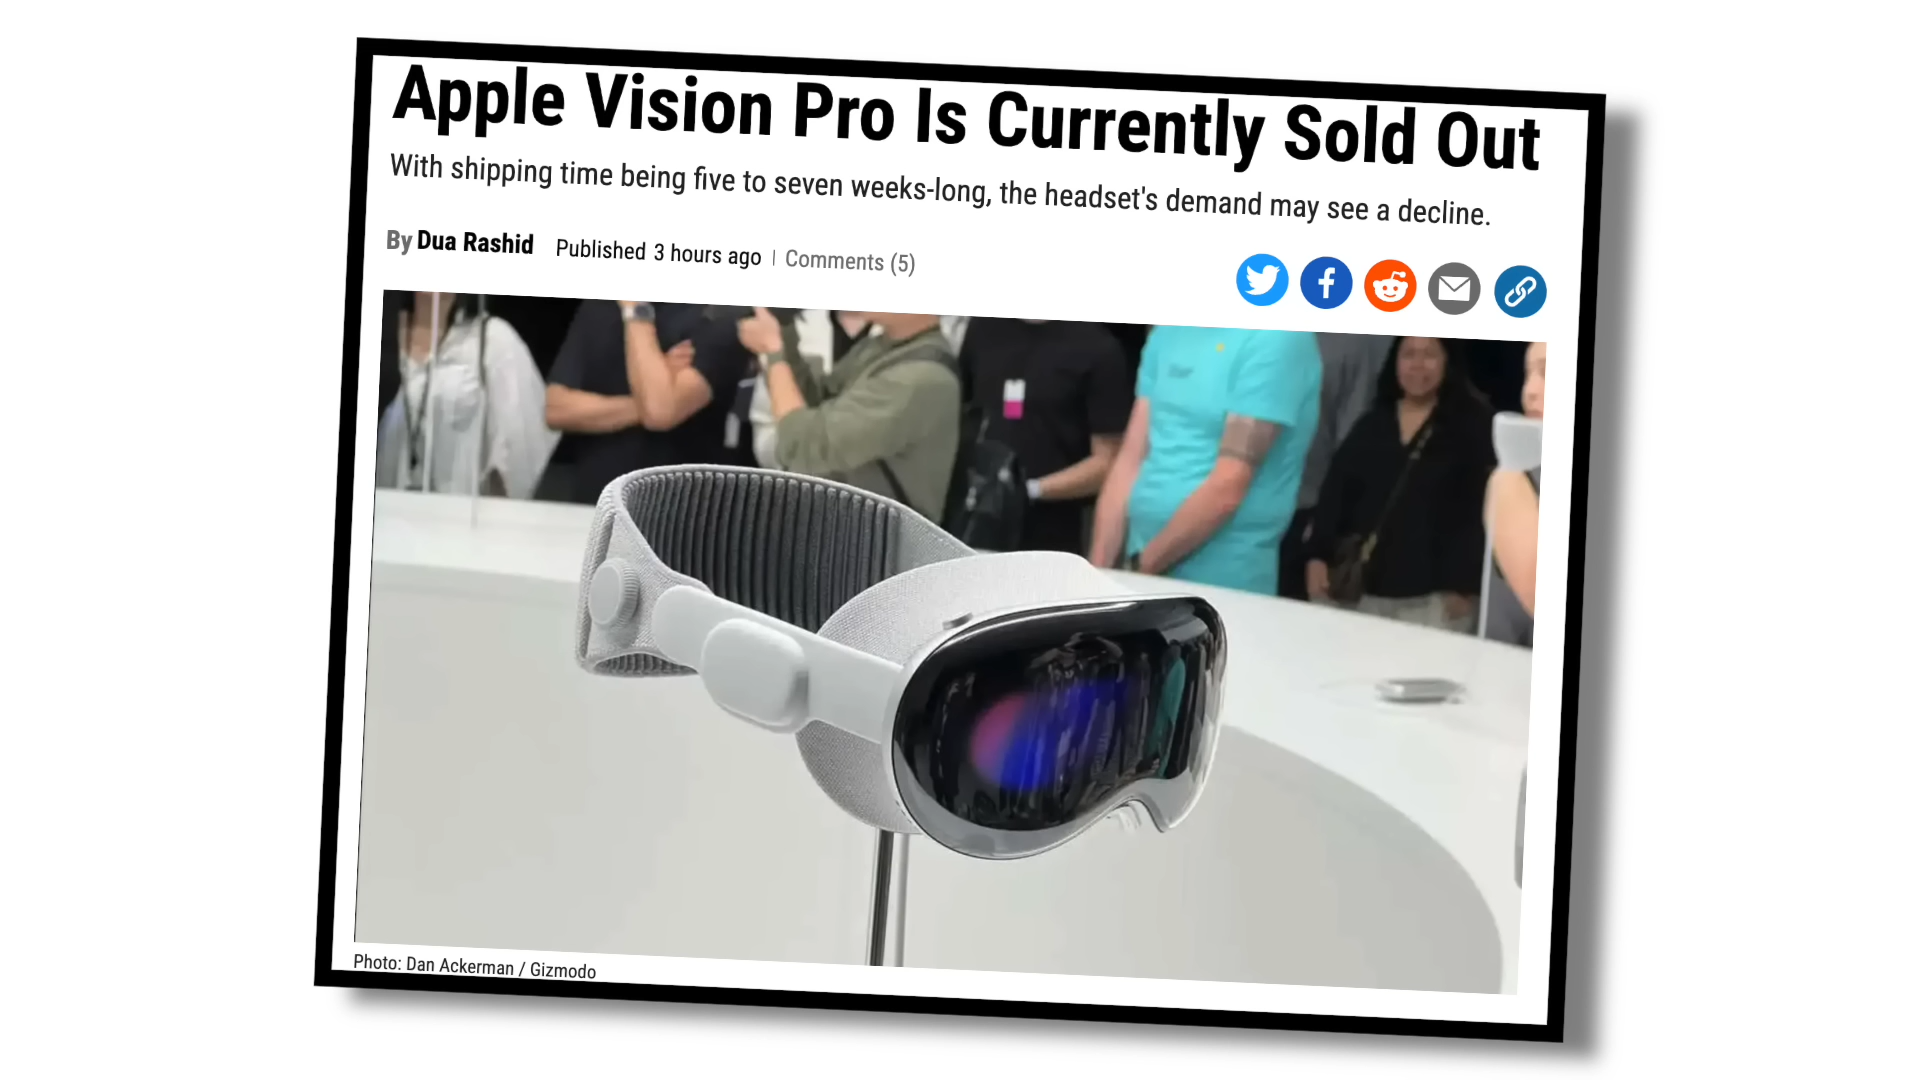 Apple Vision Pro Is Currently Sold Out
With shipping time being five to seven weeks-long, the headset's demand may see a decline.
By Dua Rashid Published 3 hours ago | Comments (5)
Photo: Dan Ackerman / Gizmodo